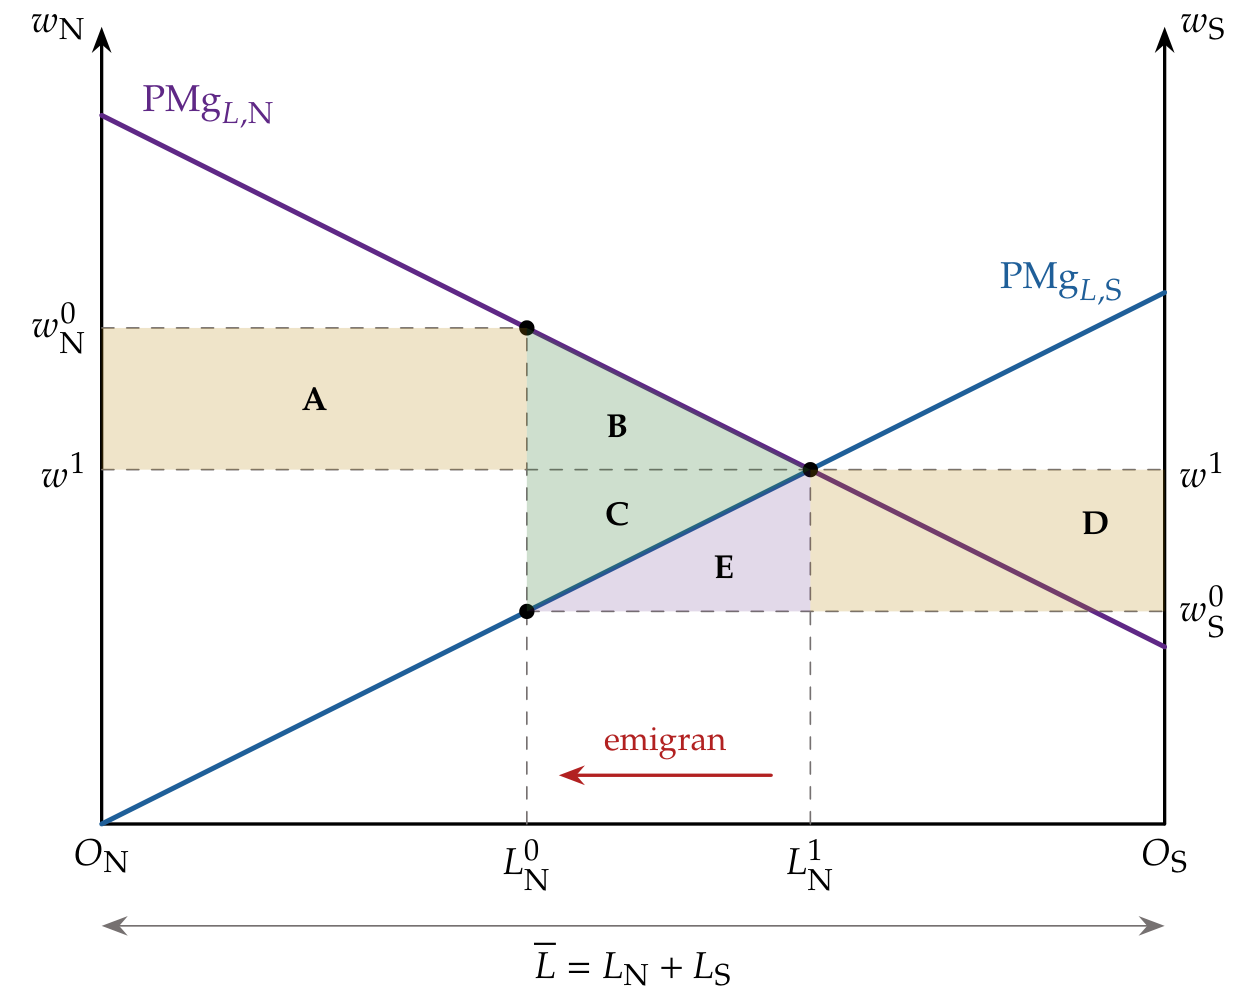 w_N
w_S
PMg_{L,N}
PMg_{L,S}
w_N^0
A
B
w^1
w^1
C
D
E
w_S^0
emigran
O_N
L_N^0
L_N^1
O_S
L̅ = L_N + L_S